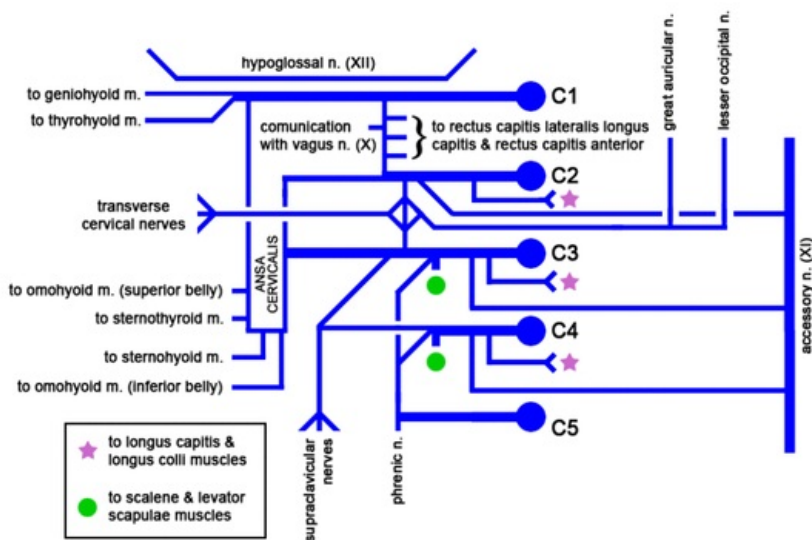 hypoglossal n. (XII)
great auricular n.
lesser occipital n.
to geniohyoid m.
C1
to thyrohyoid m.
comunication
with vagus n. (X)
to rectus capitis lateralis longus
capitis & rectus capitis anterior
C2
transverse
cervical nerves
C3
ANSA
CERVICALIS
accessory n. (XI)
to omohyoid m. (superior belly)
to sternothyroid m.
C4
to sternohyoid m.
to omohyoid m. (inferior belly)
C5
supraclavicular
nerves
phrenic n.
to longus capitis &
longus colli muscles
to scalene & levator
scapulae muscles